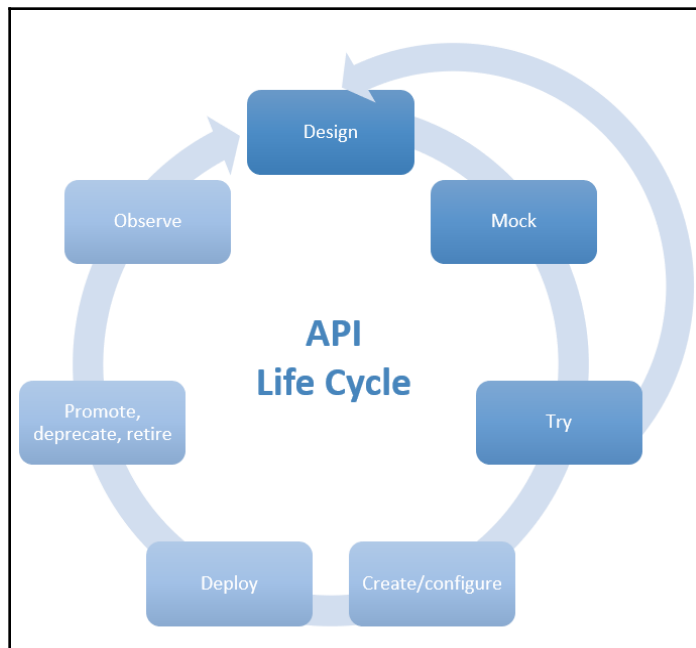 Design
Mock
Try
Create/configure
Deploy
Promote,
deprecate, retire
Observe
API
Life Cycle